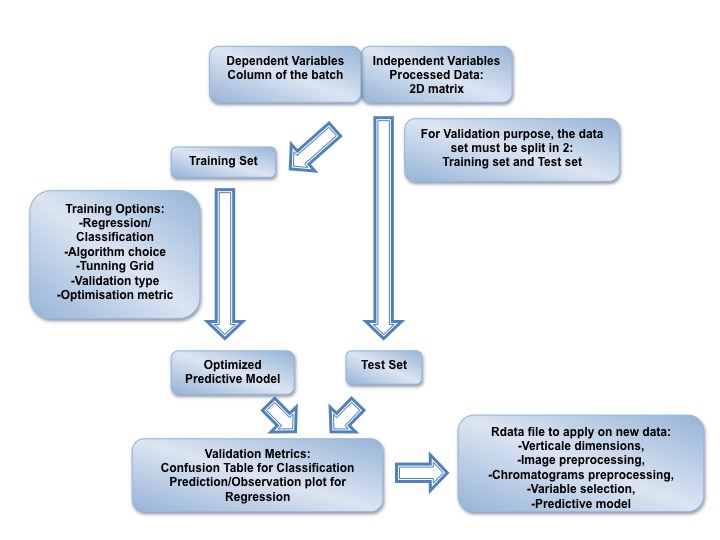 Dependent Variables
Column of the batch
Independent Variables
Processed Data:
2D matrix
For Validation purpose, the data
set must be split in 2:
Training set and Test set
Training Set
Training Options:
-Regression/
Classification
-Algorithm choice
-Tunning Grid
-Validation type
-Optimisation metric
Optimized
Predictive Model
Test Set
Validation Metrics:
Confusion Table for Classification
Prediction/Observation plot for
Regression
Rdata file to apply on new data:
-Verticale dimensions,
-Image preprocessing,
-Chromatograms preprocessing,
-Variable selection,
-Predictive model